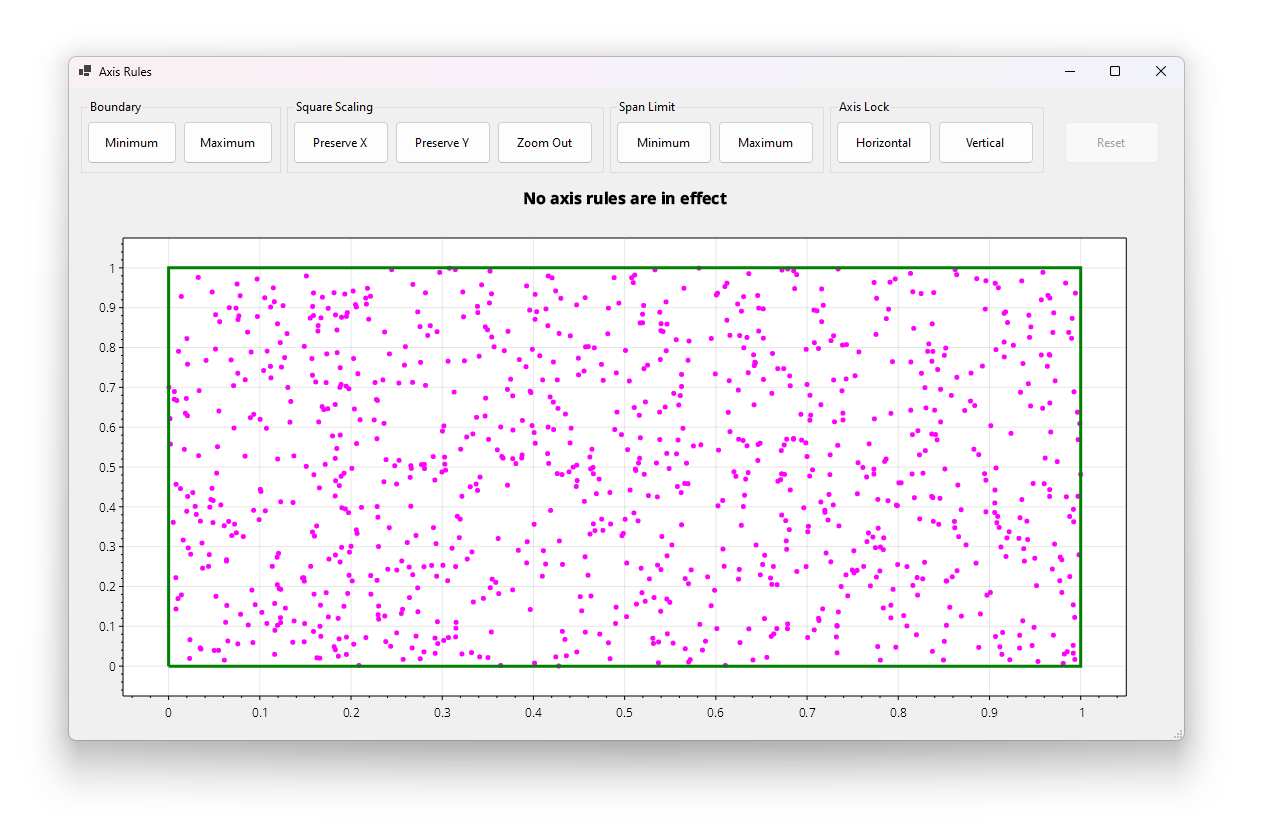 Axis Rules
Boundary
Minimum Maximum
Square Scaling
Preserve X Preserve Y Zoom Out
Span Limit
Minimum Maximum
Axis Lock
Horizontal Vertical
Reset
No axis rules are in effect
1
0.9
0.8
0.7
0.6
0.5
0.4
0.3
0.2
0.1
0
0 0.1 0.2 0.3 0.4 0.5 0.6 0.7 0.8 0.9 1